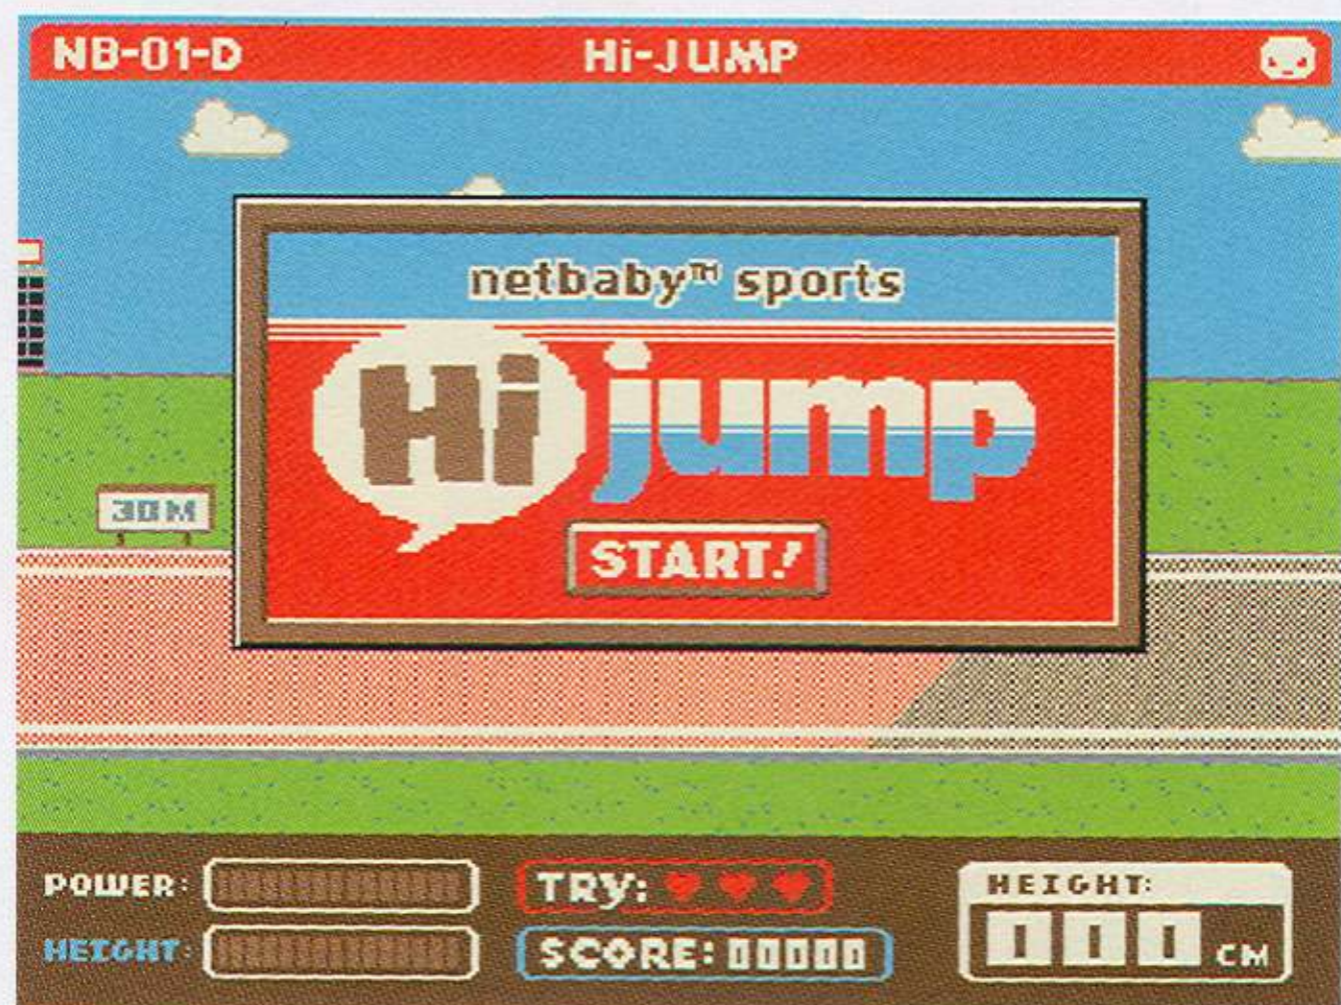 NB-01-D
Hi-JUMP
netbaby™ sports
Hi jump
START!
30M
POWER:
TRY:
HEIGHT:
000 CM
HEIGHT:
SCORE: 00000